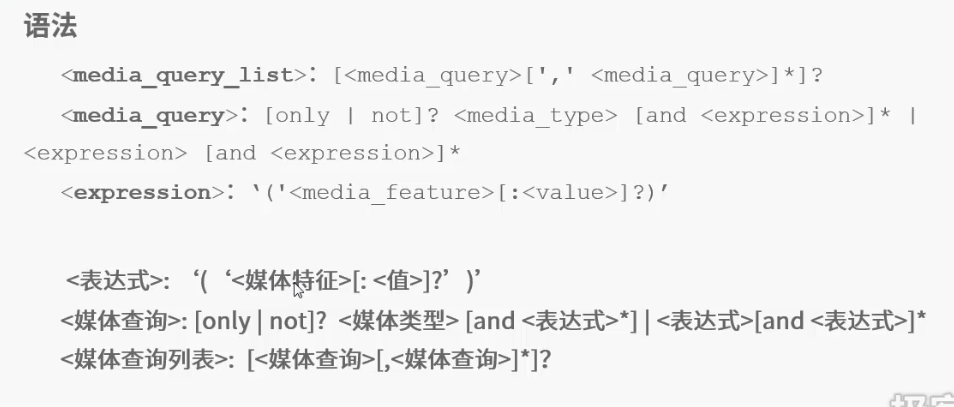 语法
<media_query_list>: [<media_query>[',' <media_query>]*]?
<media_query>: [only | not]? <media_type> [and <expression>]* |
<expression> [and <expression>]*
<expression>: ‘('<media_feature>[:<value>]?)’
<表达式>: ‘(‘<媒体特征>[: <值>]?’)’
<媒体查询>: [only | not]? <媒体类型> [and <表达式>*] | <表达式>[and <表达式>]*
<媒体查询列表>: [<媒体查询>[,<媒体查询>]*]?